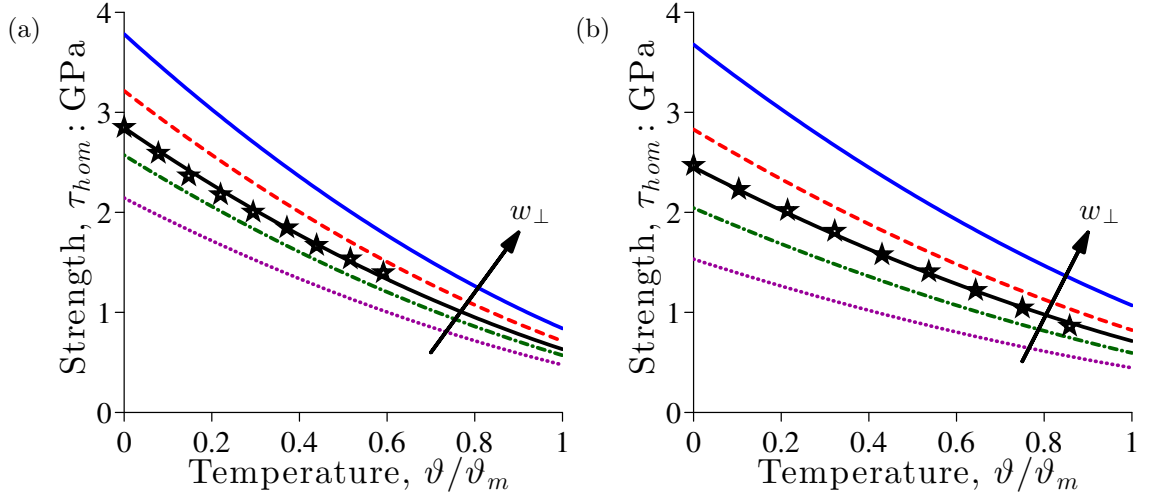 (a)
Strength, τ_hom : GPa
4
3
2
1
0
w⊥
0 0.2 0.4 0.6 0.8 1
Temperature, ϑ/ϑ_m
(b)
Strength, τ_hom : GPa
4
3
2
1
0
w⊥
0 0.2 0.4 0.6 0.8 1
Temperature, ϑ/ϑ_m